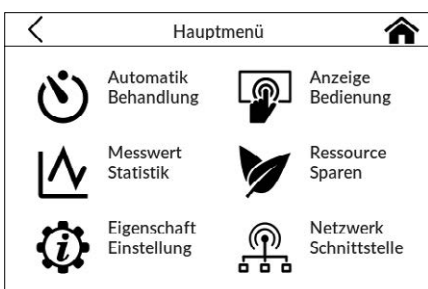 Hauptmenü
Automatik
Behandlung
Anzeige
Bedienung
Messwert
Statistik
Ressource
Sparen
Eigenschaft
Einstellung
Netzwerk
Schnittstelle